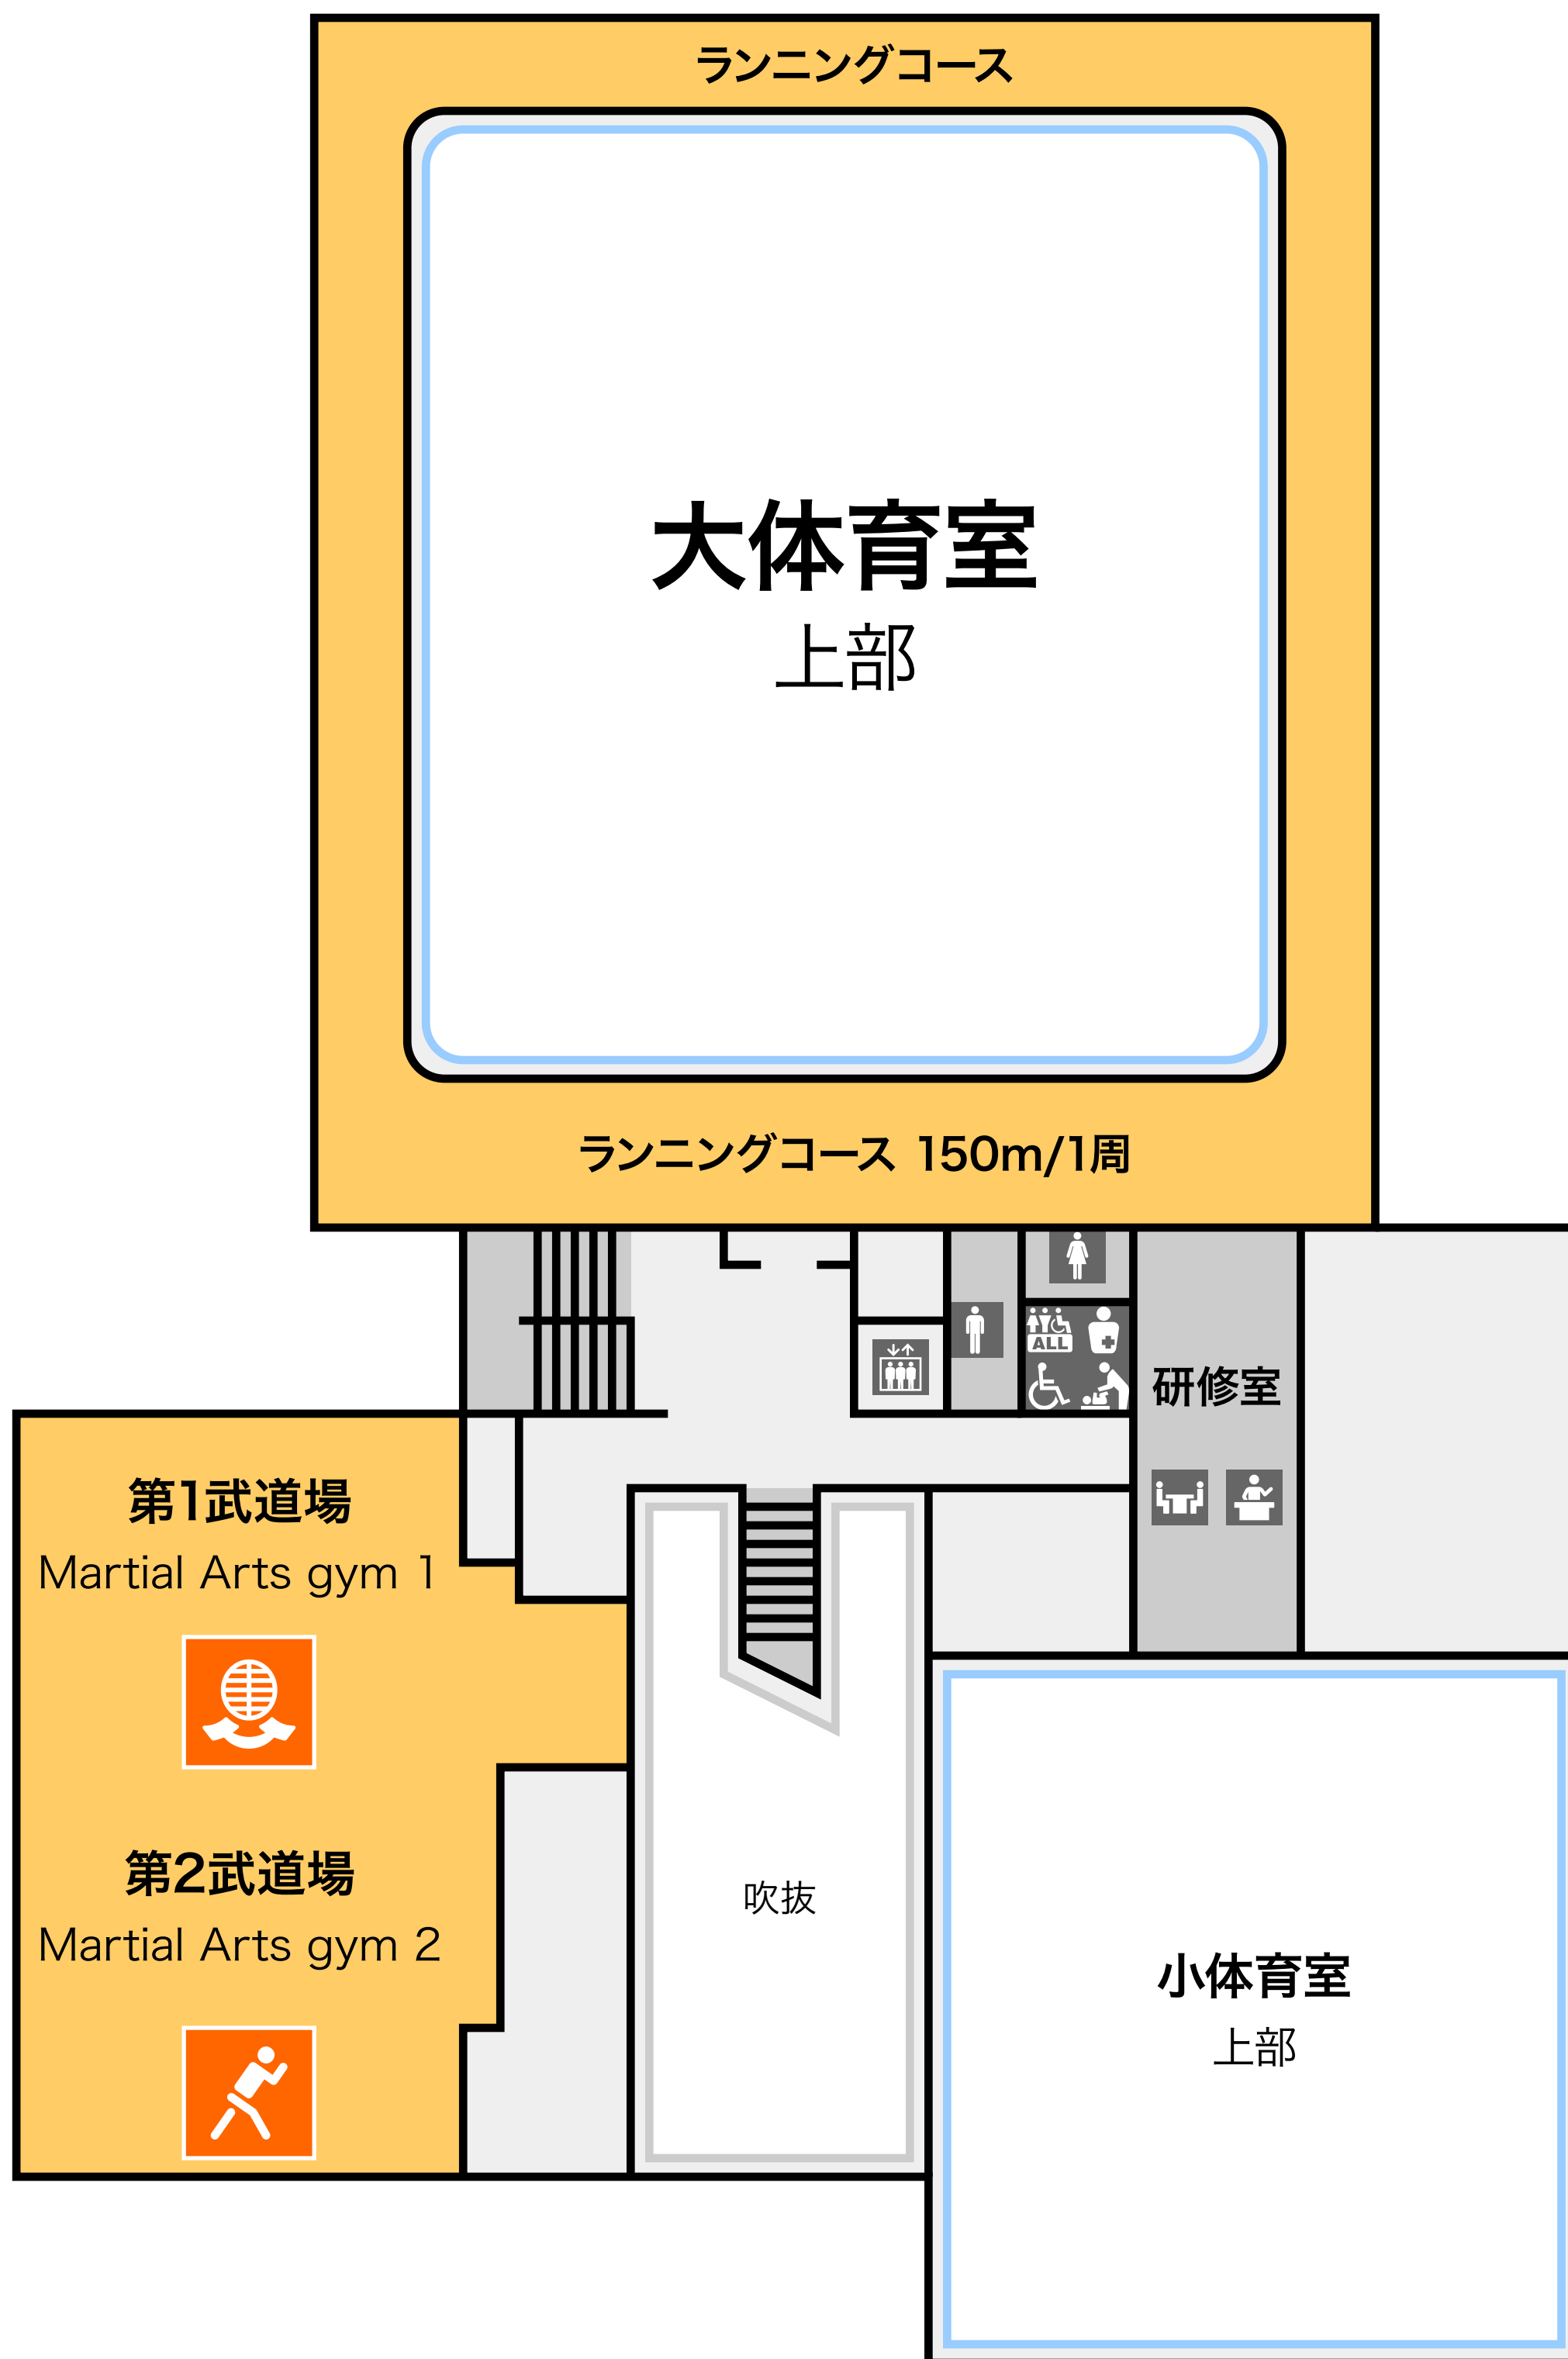 ランニングコース
大体育室
上部
ランニングコース 150m/1周
ALL
研修室
第1武道場
Martial Arts gym 1
第2武道場
Martial Arts gym 2
吹抜
小体育室
上部